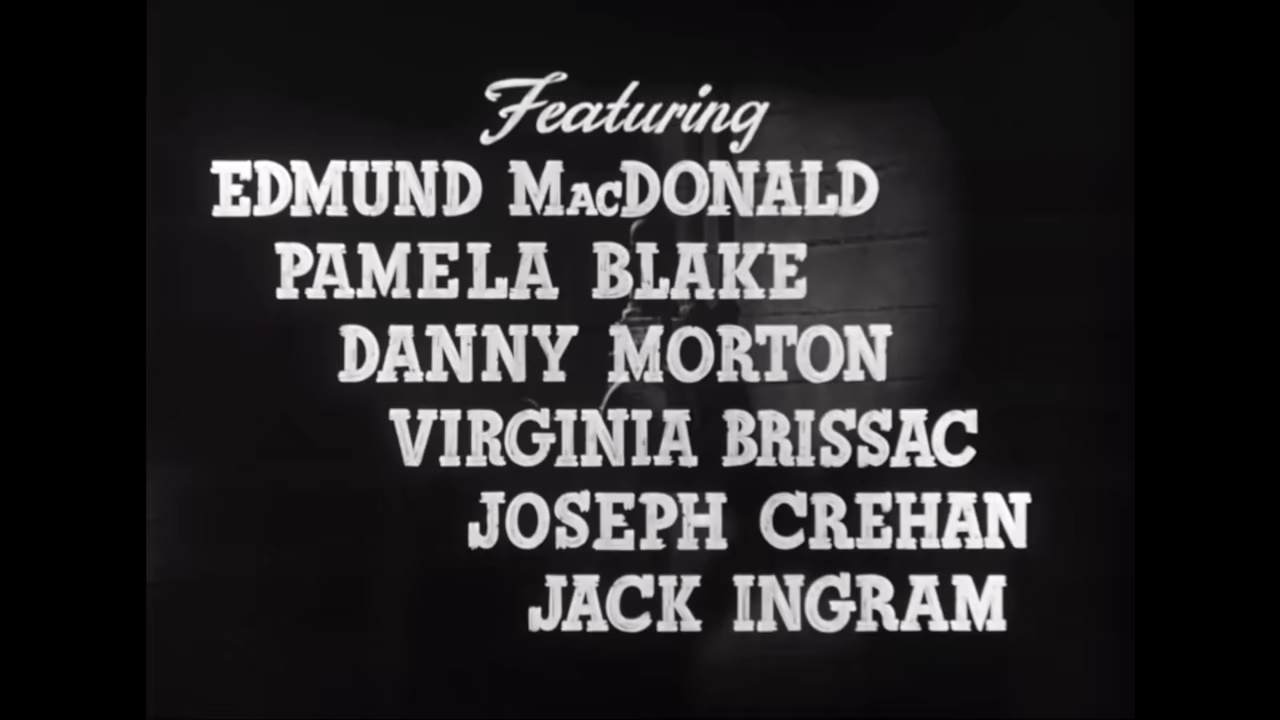 Featuring
EDMUND MACDONALD
PAMELA BLAKE
DANNY MORTON
VIRGINIA BRISSAC
JOSEPH CREHAN
JACK INGRAM